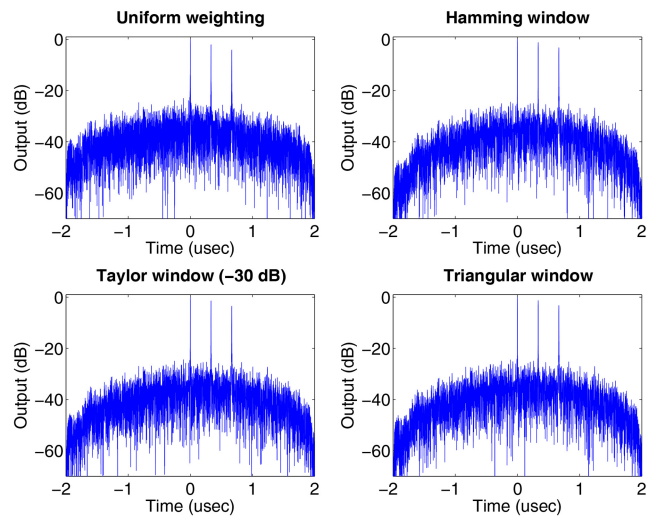 Uniform weighting
0
−20
−40
−60
Output (dB)
−2 −1 0 1 2
Time (usec)
Hamming window
0
−20
−40
−60
Output (dB)
−2 −1 0 1 2
Time (usec)
Taylor window (−30 dB)
0
−20
−40
−60
Output (dB)
−2 −1 0 1 2
Time (usec)
Triangular window
0
−20
−40
−60
Output (dB)
−2 −1 0 1 2
Time (usec)